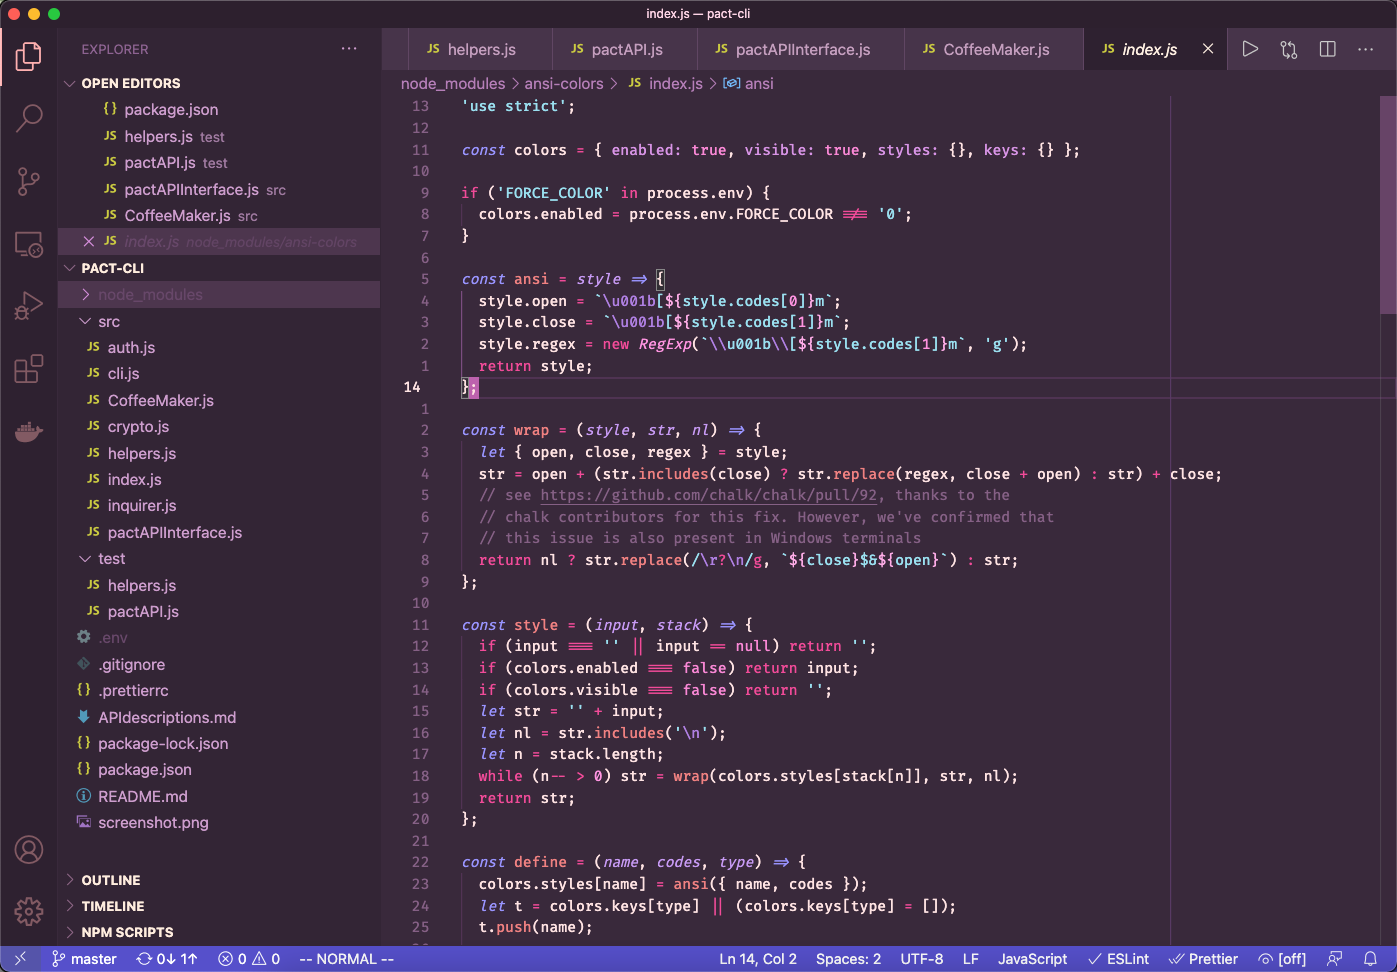 index.js — pact-cli
EXPLORER
···
OPEN EDITORS
{} package.json
JS helpers.js test
JS pactAPI.js test
JS pactAPIInterface.js src
JS CoffeeMaker.js src
JS index.js node_modules/ansi-colors
PACT-CLI
node_modules
src
JS auth.js
JS cli.js
JS CoffeeMaker.js
JS crypto.js
JS helpers.js
JS index.js
JS inquirer.js
JS pactAPIInterface.js
test
JS helpers.js
JS pactAPI.js
.env
.gitignore
{} .prettierrc
APIdescriptions.md
{} package-lock.json
{} package.json
README.md
screenshot.png
OUTLINE
TIMELINE
NPM SCRIPTS
JS helpers.js
JS pactAPI.js
JS pactAPIInterface.js
JS CoffeeMaker.js
JS index.js
···
node_modules > ansi-colors > JS index.js > ansi
13 'use strict';
12
11 const colors = { enabled: true, visible: true, styles: {}, keys: {} };
10
9 if ('FORCE_COLOR' in process.env) {
8 colors.enabled = process.env.FORCE_COLOR !== '0';
7 }
6
5 const ansi = style => {
4 style.open = `\u001b[${style.codes[0]}m`;
3 style.close = `\u001b[${style.codes[1]}m`;
2 style.regex = new RegExp(`\\u001b\\[${style.codes[1]}m`, 'g');
1 return style;
14 };
1
2 const wrap = (style, str, nl) => {
3 let { open, close, regex } = style;
4 str = open + (str.includes(close) ? str.replace(regex, close + open) : str) + close;
5 // see https://github.com/chalk/chalk/pull/92, thanks to the
6 // chalk contributors for this fix. However, we've confirmed that
7 // this issue is also present in Windows terminals
8 return nl ? str.replace(/\r?\n/g, `${close}$&${open}`) : str;
9 };
10
11 const style = (input, stack) => {
12 if (input === '' || input == null) return '';
13 if (colors.enabled === false) return input;
14 if (colors.visible === false) return '';
15 let str = '' + input;
16 let nl = str.includes('\n');
17 let n = stack.length;
18 while (n-- > 0) str = wrap(colors.styles[stack[n]], str, nl);
19 return str;
20 };
21
22 const define = (name, codes, type) => {
23 colors.styles[name] = ansi({ name, codes });
24 let t = colors.keys[type] || (colors.keys[type] = []);
25 t.push(name);
master 0↓ 1↑ 0 0 -- NORMAL -- Ln 14, Col 2 Spaces: 2 UTF-8 LF JavaScript ✓ ESLint Prettier [off]